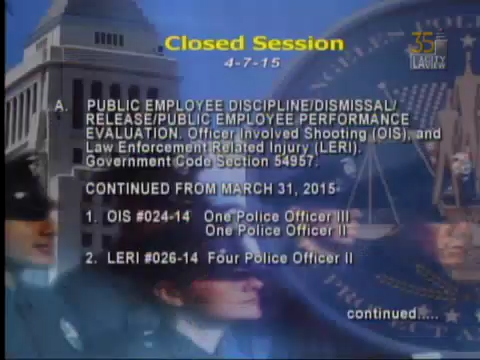 Closed Session
35
LACITY
VIEW
4-7-15
A. PUBLIC EMPLOYEE DISCIPLINE/DISMISSAL/
RELEASE/PUBLIC EMPLOYEE PERFORMANCE
EVALUATION. Officer Involved Shooting (OIS), and
Law Enforcement Related Injury (LERI).
Government Code Section 54957.
CONTINUED FROM MARCH 31, 2015
1. OIS #024-14 One Police Officer III
One Police Officer II
2. LERI #026-14 Four Police Officer II
continued.....